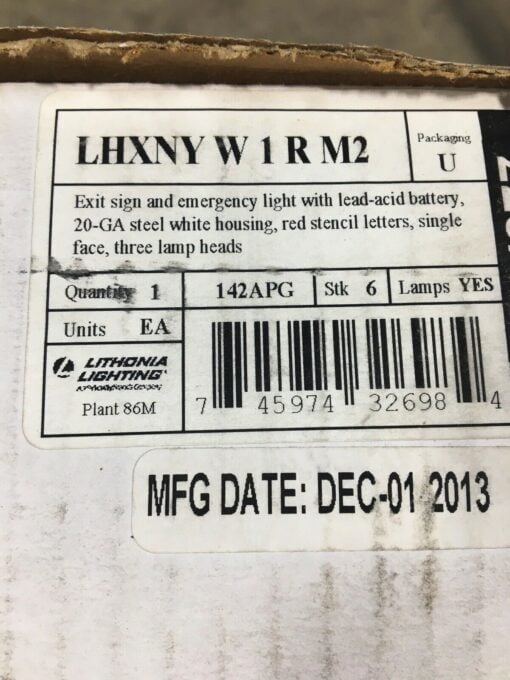 LHXNY W 1 R M2
Packaging
U
Exit sign and emergency light with lead-acid battery,
20-GA steel white housing, red stencil letters, single
face, three lamp heads
Quantity 1
142APG
Stk 6
Lamps YES
Units EA
LITHONIA
LIGHTING
Plant 86M
7 45974 32698 4
MFG DATE: DEC-01 2013